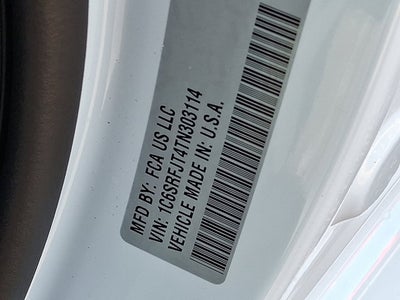 MFD BY: FCA US LLC
VIN: 1C6SRFJT4TN303114
VEHICLE MADE IN: U.S.A.